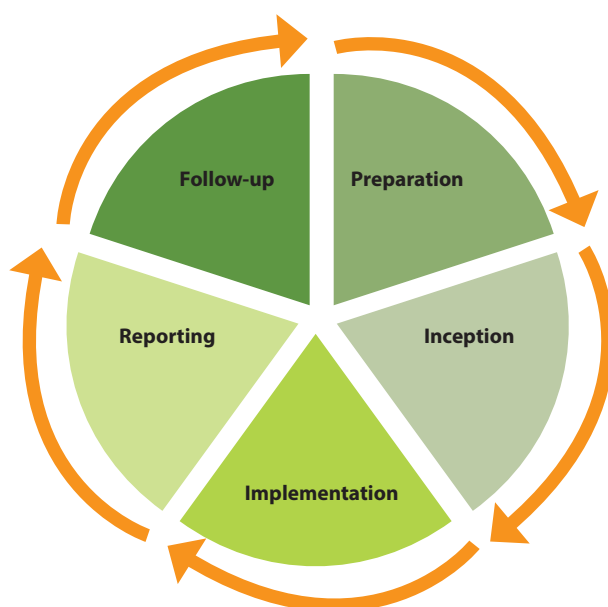 Follow-up
Preparation
Reporting
Inception
Implementation